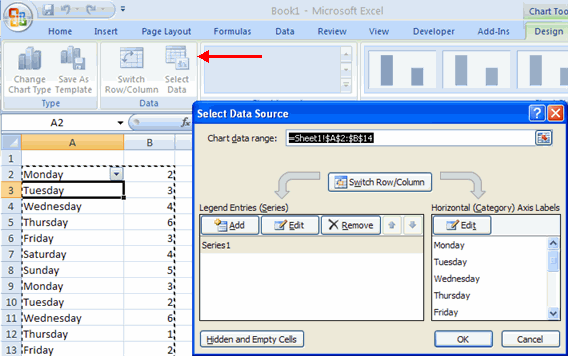 Book1 - Microsoft Excel
Chart Too
Home Insert Page Layout Formulas Data Review View Developer Add-Ins Design
Change Chart Type
Save As Template
Switch Row/Column
Select Data
Type
Data
A2
fx
A B
1
2 Monday 2
3 Tuesday 3
4 Wednesday 4
5 Thursday 6
6 Friday 3
7 Saturday 4
8 Sunday 5
9 Monday 3
10 Tuesday 2
11 Wednesday 6
12 Thursday 1
13 Friday 2
Select Data Source
Chart data range: =Sheet1!$A$2:$B$14
Switch Row/Column
Legend Entries (Series)
Add Edit Remove
Series1
Horizontal (Category) Axis Labels
Edit
Monday
Tuesday
Wednesday
Thursday
Friday
Hidden and Empty Cells
OK Cancel